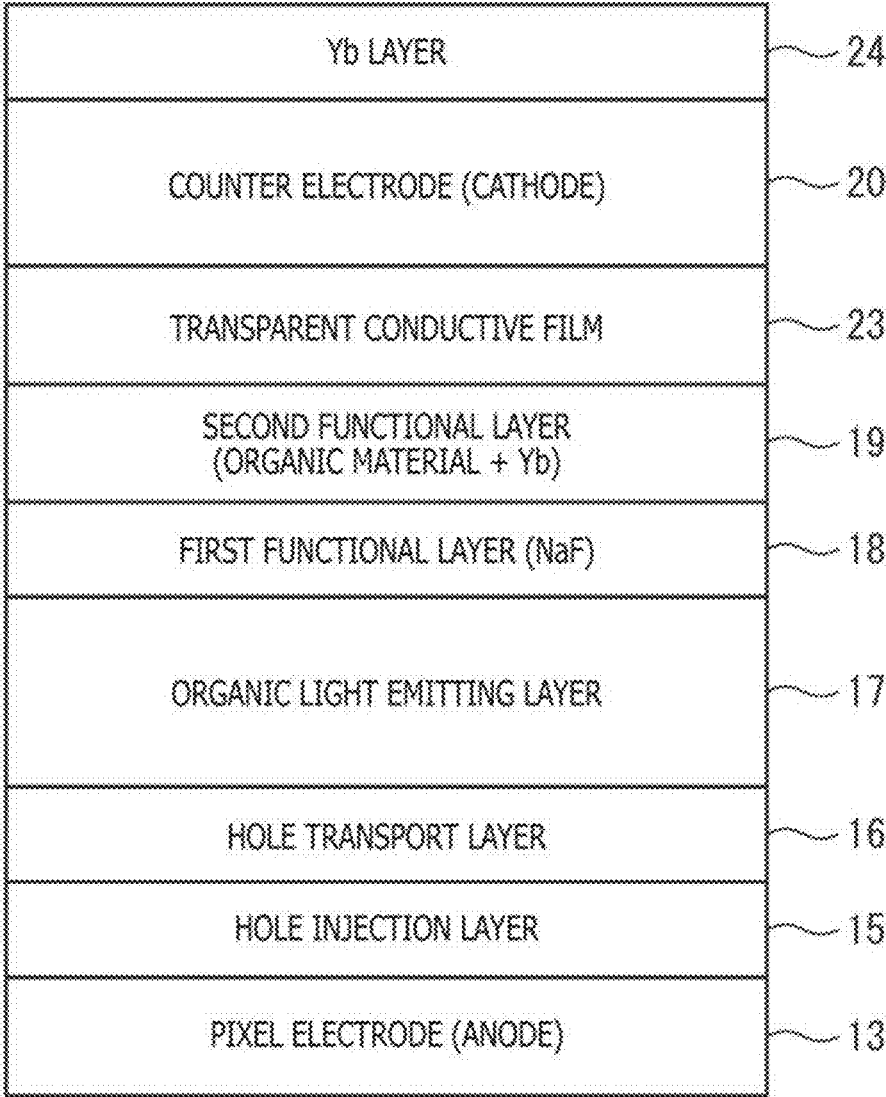 Yb LAYER
24
COUNTER ELECTRODE (CATHODE)
20
TRANSPARENT CONDUCTIVE FILM
23
SECOND FUNCTIONAL LAYER
(ORGANIC MATERIAL + Yb)
19
FIRST FUNCTIONAL LAYER (NaF)
18
ORGANIC LIGHT EMITTING LAYER
17
HOLE TRANSPORT LAYER
16
HOLE INJECTION LAYER
15
PIXEL ELECTRODE (ANODE)
13